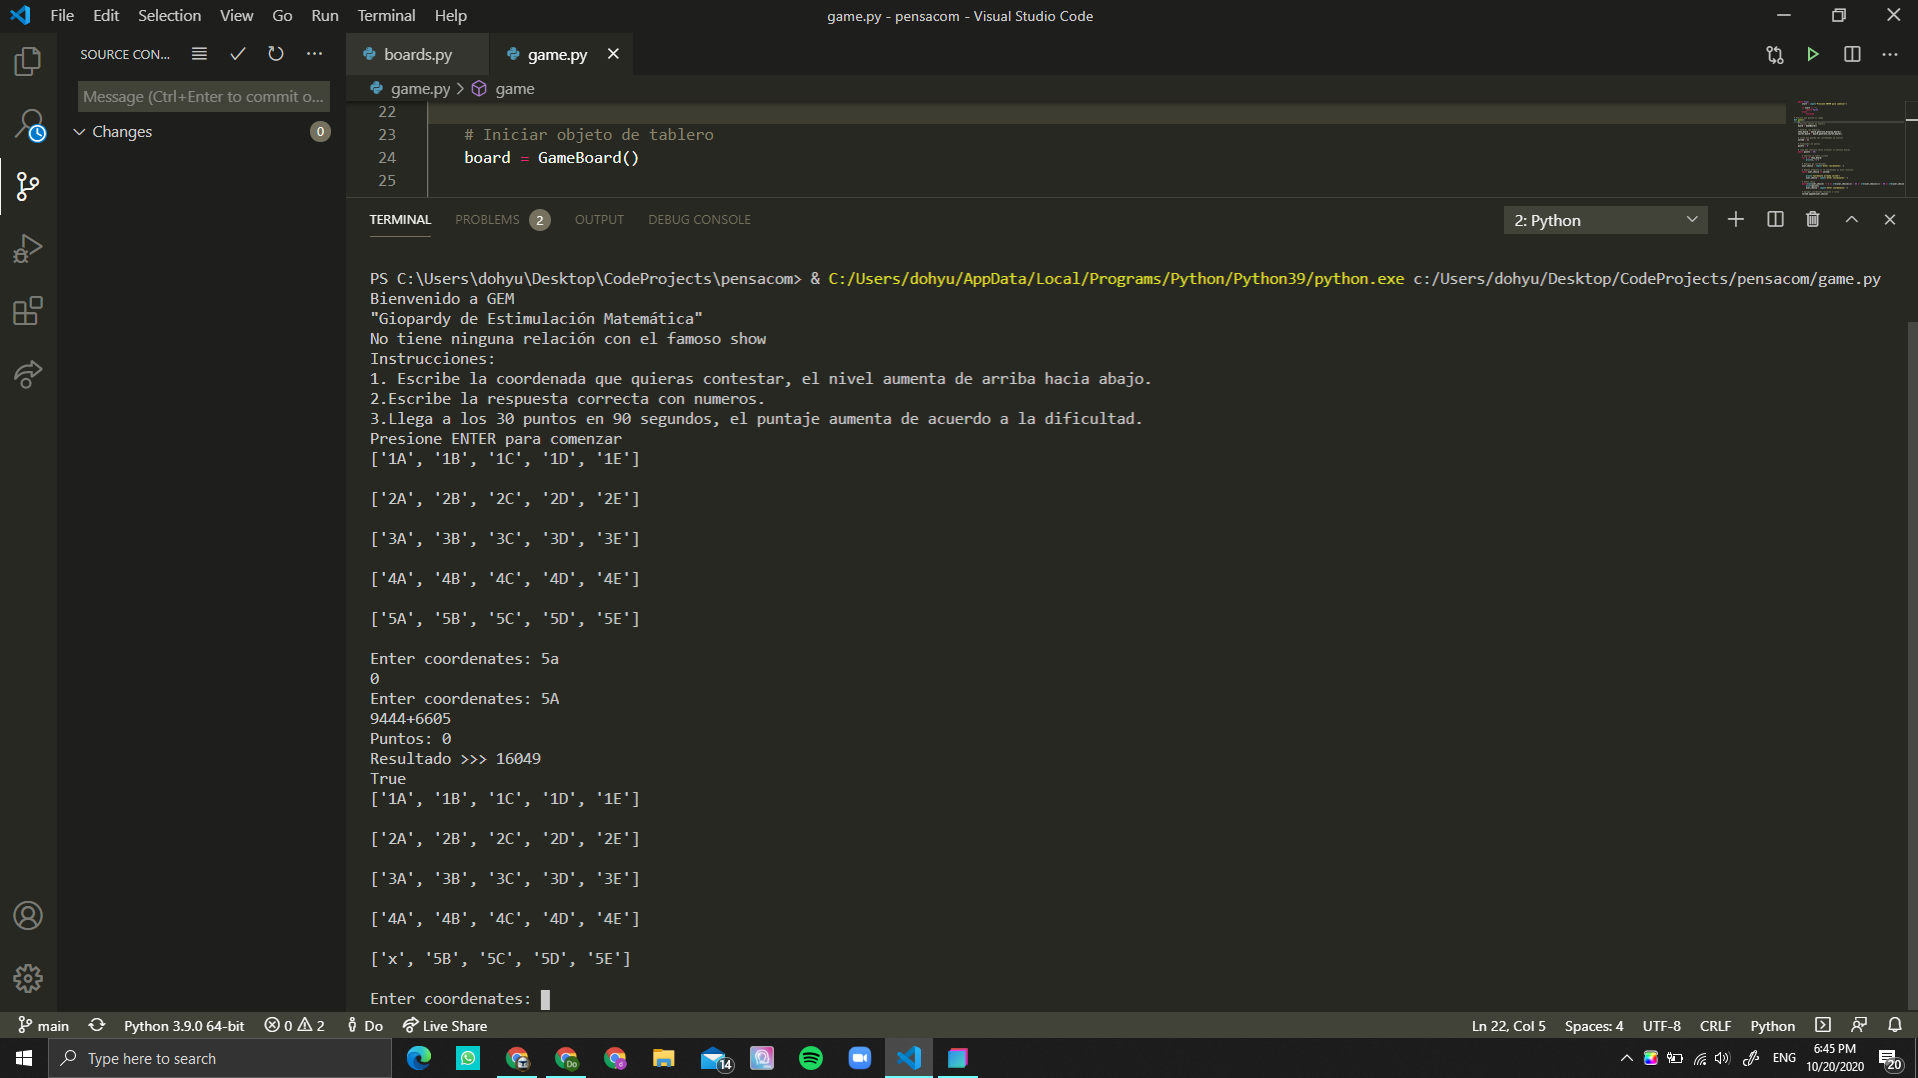 File Edit Selection View Go Run Terminal Help
game.py - pensacom - Visual Studio Code
SOURCE CON...
boards.py
game.py
Message (Ctrl+Enter to commit o...
game.py > game
Changes 0
22
23 # Iniciar objeto de tablero
24 board = GameBoard()
25
TERMINAL PROBLEMS 2 OUTPUT DEBUG CONSOLE
2: Python
PS C:\Users\dohyu\Desktop\CodeProjects\pensacom> & C:/Users/dohyu/AppData/Local/Programs/Python/Python39/python.exe c:/Users/dohyu/Desktop/CodeProjects/pensacom/game.py
Bienvenido a GEM
"Giopardy de Estimulación Matemática"
No tiene ninguna relación con el famoso show
Instrucciones:
1. Escribe la coordenada que quieras contestar, el nivel aumenta de arriba hacia abajo.
2.Escribe la respuesta correcta con numeros.
3.Llega a los 30 puntos en 90 segundos, el puntaje aumenta de acuerdo a la dificultad.
Presione ENTER para comenzar
['1A', '1B', '1C', '1D', '1E']
['2A', '2B', '2C', '2D', '2E']
['3A', '3B', '3C', '3D', '3E']
['4A', '4B', '4C', '4D', '4E']
['5A', '5B', '5C', '5D', '5E']
Enter coordenates: 5a
0
Enter coordenates: 5A
9444+6605
Puntos: 0
Resultado >>> 16049
True
['1A', '1B', '1C', '1D', '1E']
['2A', '2B', '2C', '2D', '2E']
['3A', '3B', '3C', '3D', '3E']
['4A', '4B', '4C', '4D', '4E']
['x', '5B', '5C', '5D', '5E']
Enter coordenates:
main Python 3.9.0 64-bit 0 2 Do Live Share
Ln 22, Col 5 Spaces: 4 UTF-8 CRLF Python
Type here to search
14
ENG
6:45 PM
10/20/2020
20